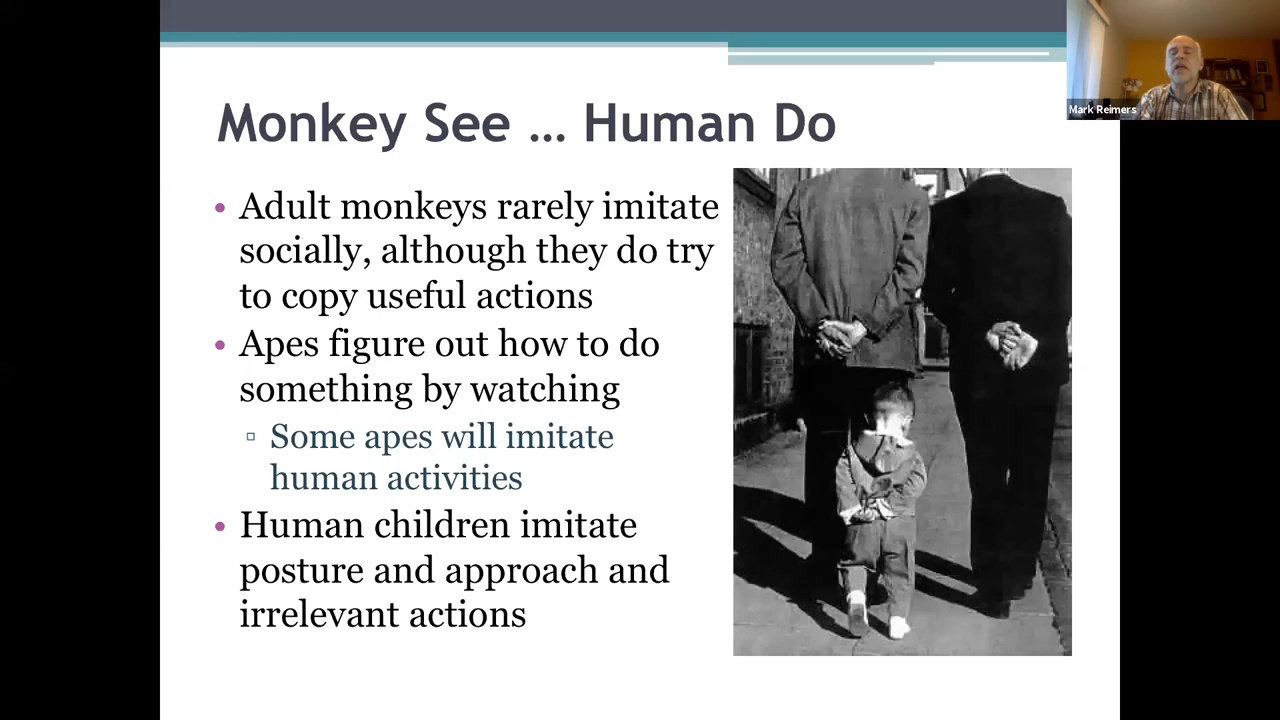 Mark Reimers
Monkey See … Human Do
• Adult monkeys rarely imitate
socially, although they do try
to copy useful actions
• Apes figure out how to do
something by watching
▫ Some apes will imitate
human activities
• Human children imitate
posture and approach and
irrelevant actions